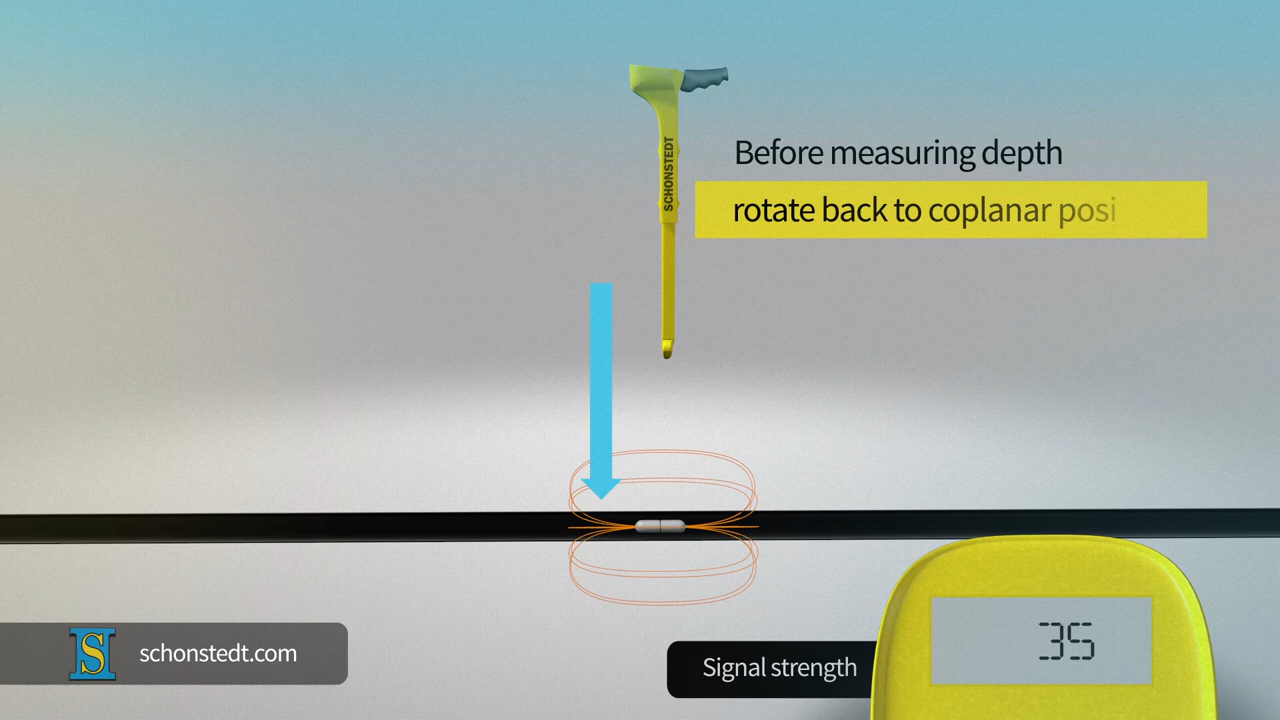 SCHONSTEDT
Before measuring depth
rotate back to coplanar posi
schonstedt.com
Signal strength
35